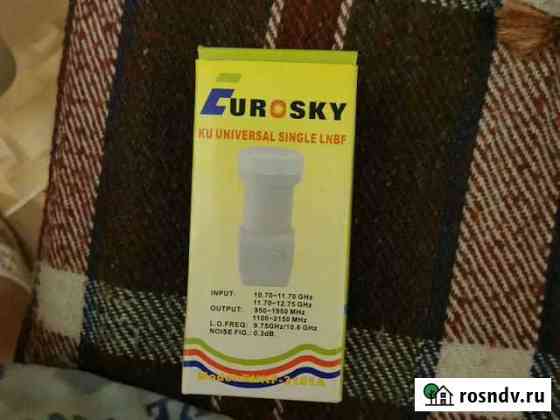 EUROSKY
KU UNIVERSAL SINGLE LNBF
INPUT: 10.70~11.70 GHz
11.70~12.75 GHz
OUTPUT: 950~1950 MHz
1100~2150 MHz
L.O.FREQ: 9.75GHz/10.6 GHz
NOISE FIG.: 0.3dB.
rosndv.ru